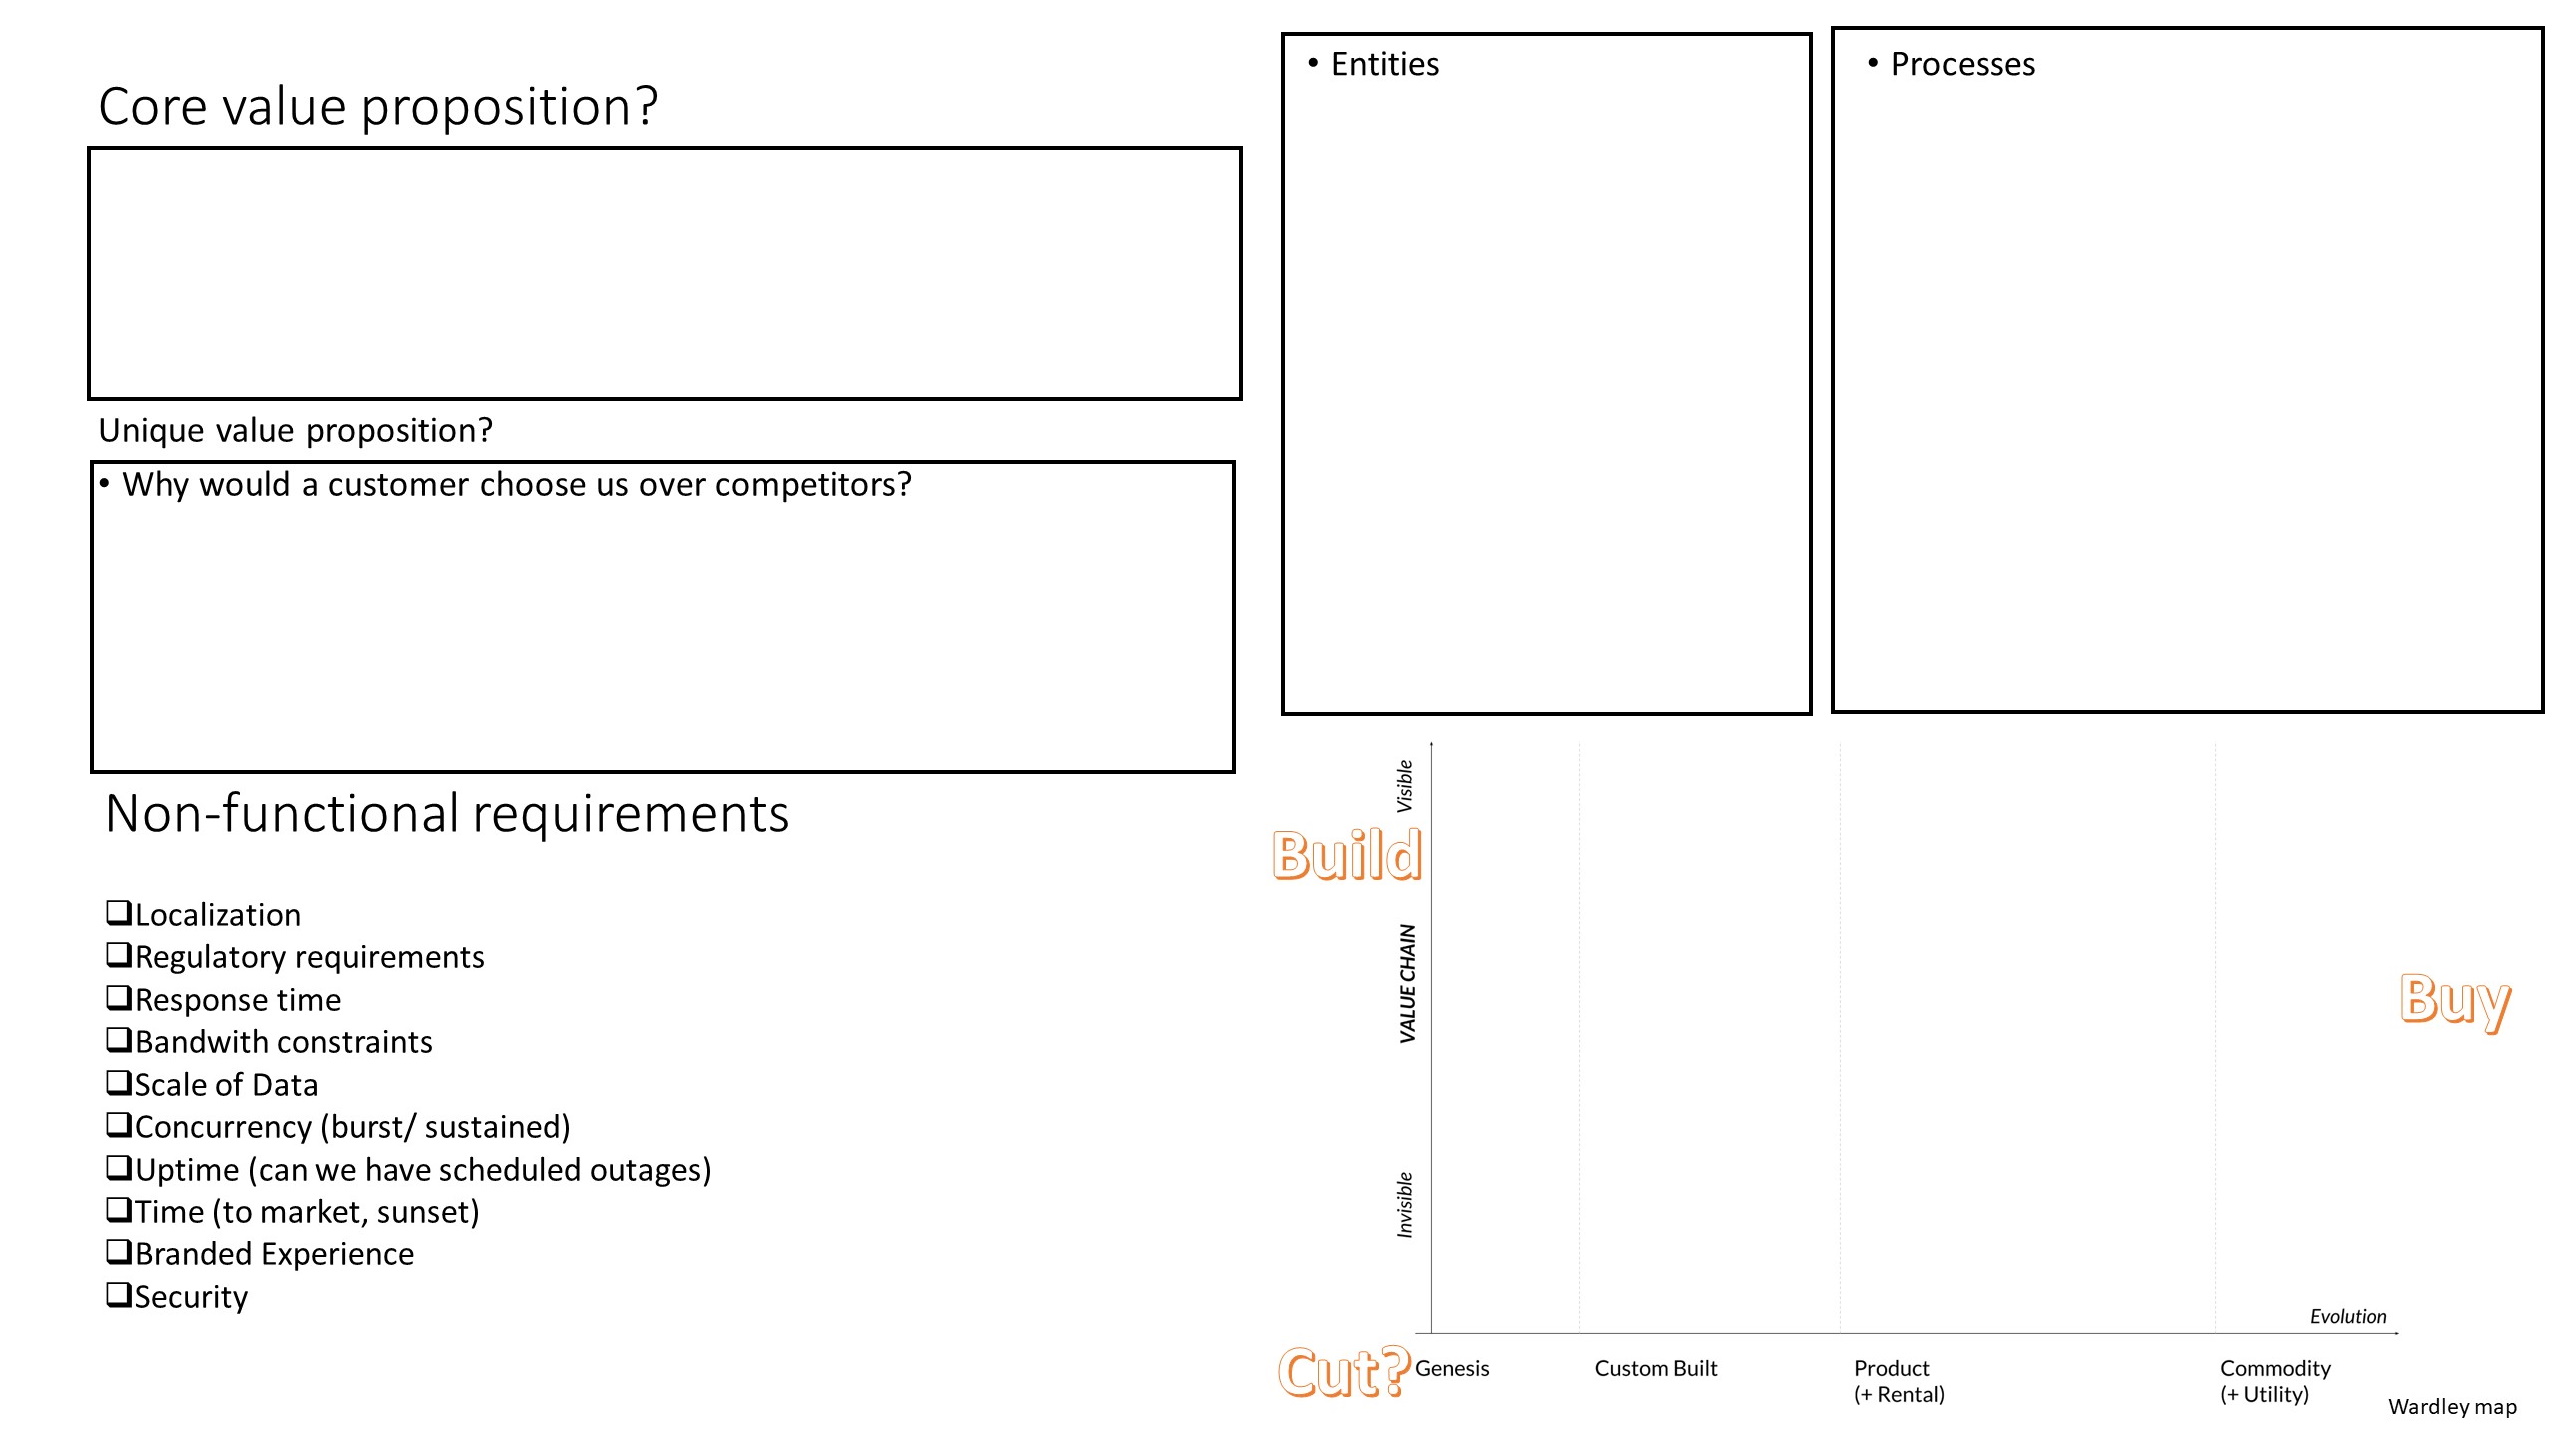 Core value proposition?
Unique value proposition?
• Why would a customer choose us over competitors?
Non-functional requirements
❑Localization
❑Regulatory requirements
❑Response time
❑Bandwith constraints
❑Scale of Data
❑Concurrency (burst/ sustained)
❑Uptime (can we have scheduled outages)
❑Time (to market, sunset)
❑Branded Experience
❑Security
• Entities
• Processes
Visible
Build
VALUE CHAIN
Buy
Invisible
Evolution
Cut?
Genesis
Custom Built
Product
(+ Rental)
Commodity
(+ Utility)
Wardley map